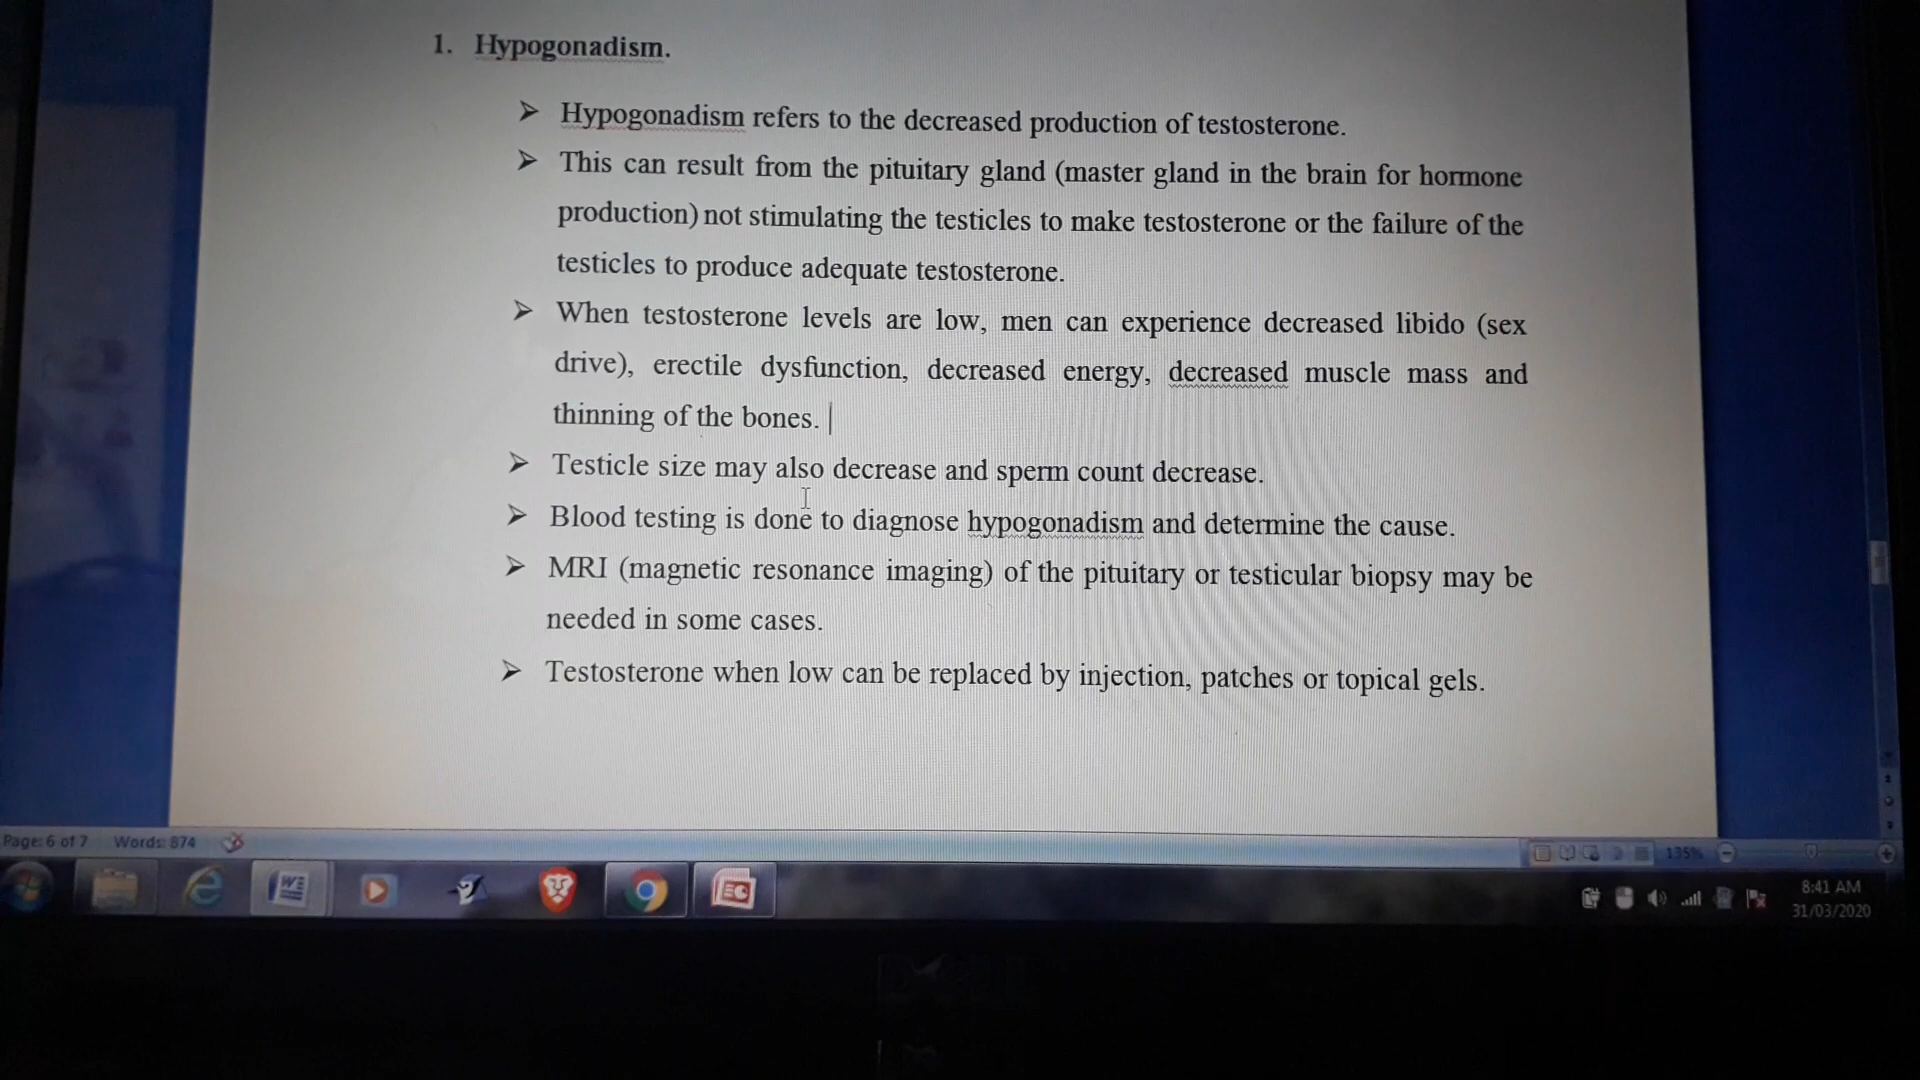 1. Hypogonadism.
➢ Hypogonadism refers to the decreased production of testosterone.
➢ This can result from the pituitary gland (master gland in the brain for hormone
production) not stimulating the testicles to make testosterone or the failure of the
testicles to produce adequate testosterone.
➢ When testosterone levels are low, men can experience decreased libido (sex
drive), erectile dysfunction, decreased energy, decreased muscle mass and
thinning of the bones.
➢ Testicle size may also decrease and sperm count decrease.
➢ Blood testing is done to diagnose hypogonadism and determine the cause.
➢ MRI (magnetic resonance imaging) of the pituitary or testicular biopsy may be
needed in some cases.
➢ Testosterone when low can be replaced by injection, patches or topical gels.
Page: 6 of 7 Words: 874 135%
8:41 AM
31/03/2020